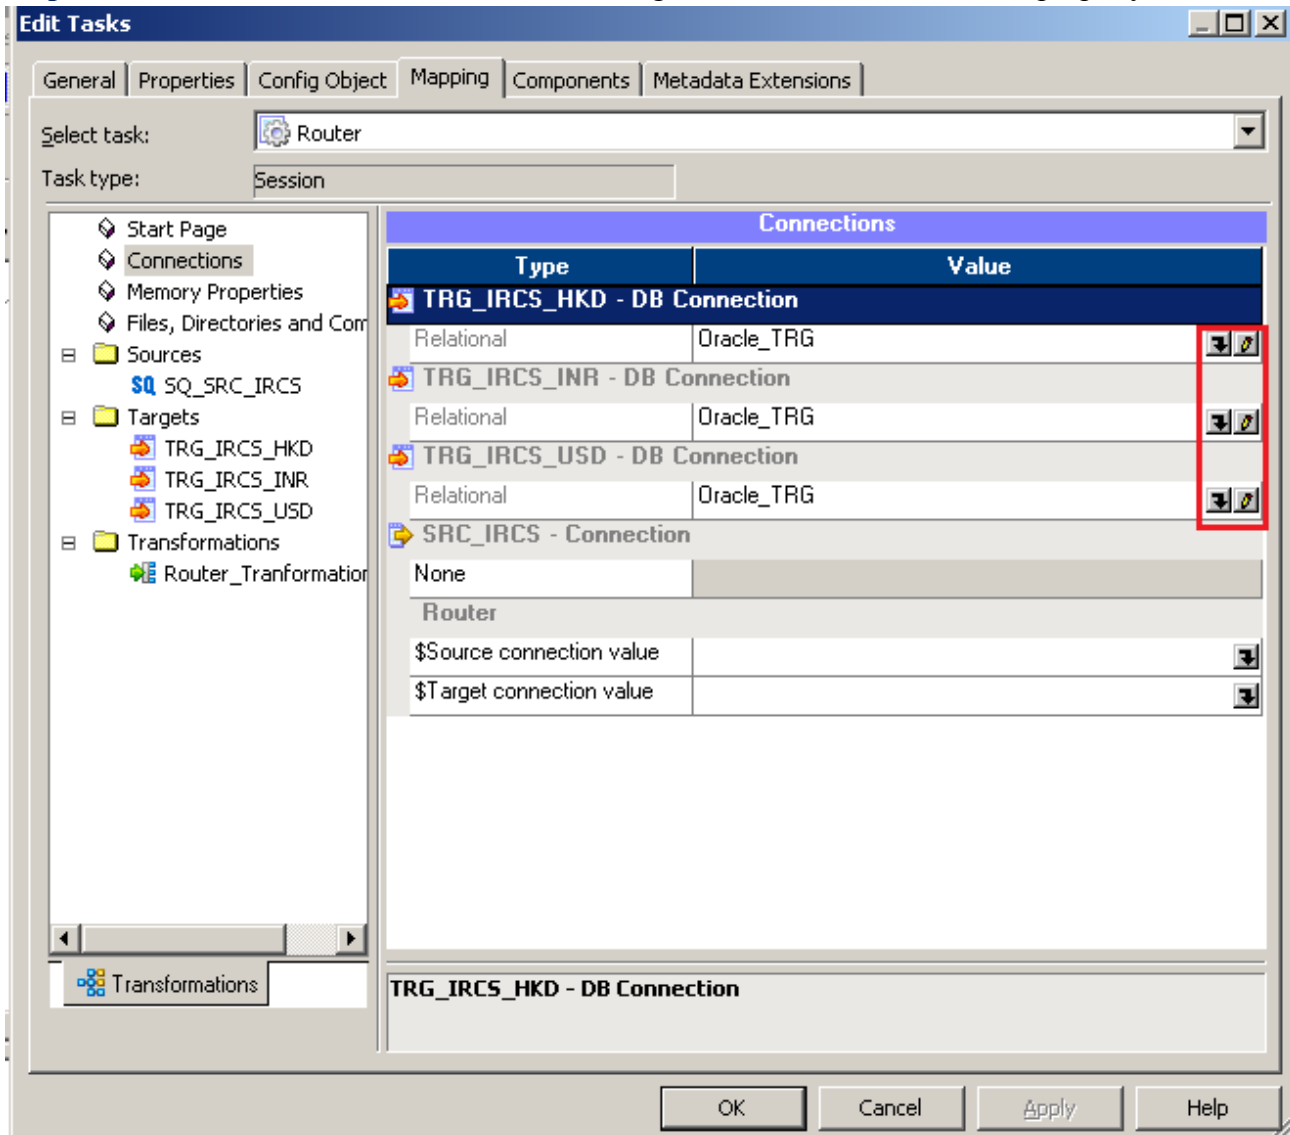 Edit Tasks
General Properties Config Object Mapping Components Metadata Extensions
Select task: Router
Task type: Session
Start Page
Connections
Memory Properties
Files, Directories and Com
Sources
SQ SQ_SRC_IRCS
Targets
TRG_IRCS_HKD
TRG_IRCS_INR
TRG_IRCS_USD
Transformations
Router_Tranformation
Transformations
Connections
Type Value
TRG_IRCS_HKD - DB Connection
Relational Oracle_TRG
TRG_IRCS_INR - DB Connection
Relational Oracle_TRG
TRG_IRCS_USD - DB Connection
Relational Oracle_TRG
SRC_IRCS - Connection
None
Router
$Source connection value
$Target connection value
TRG_IRCS_HKD - DB Connection
OK Cancel Apply Help